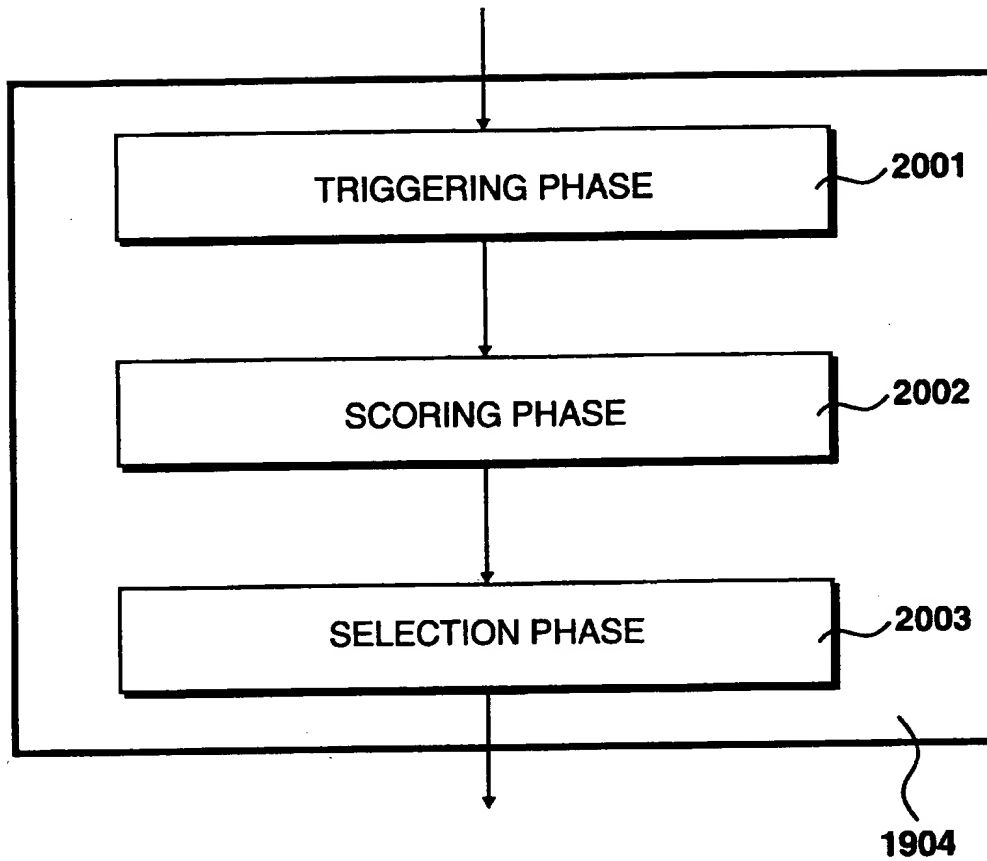 TRIGGERING PHASE
2001
SCORING PHASE
2002
SELECTION PHASE
2003
1904